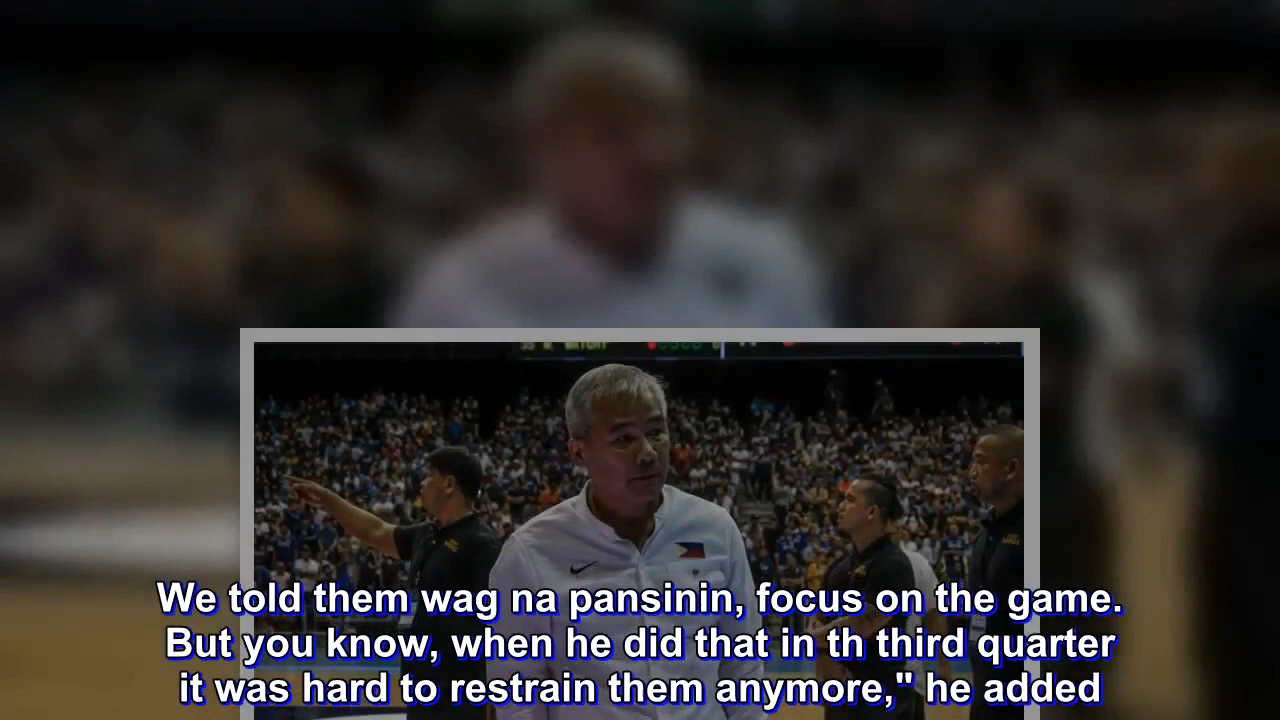 We told them wag na pansinin, focus on the game.
But you know, when he did that in th third quarter
it was hard to restrain them anymore," he added